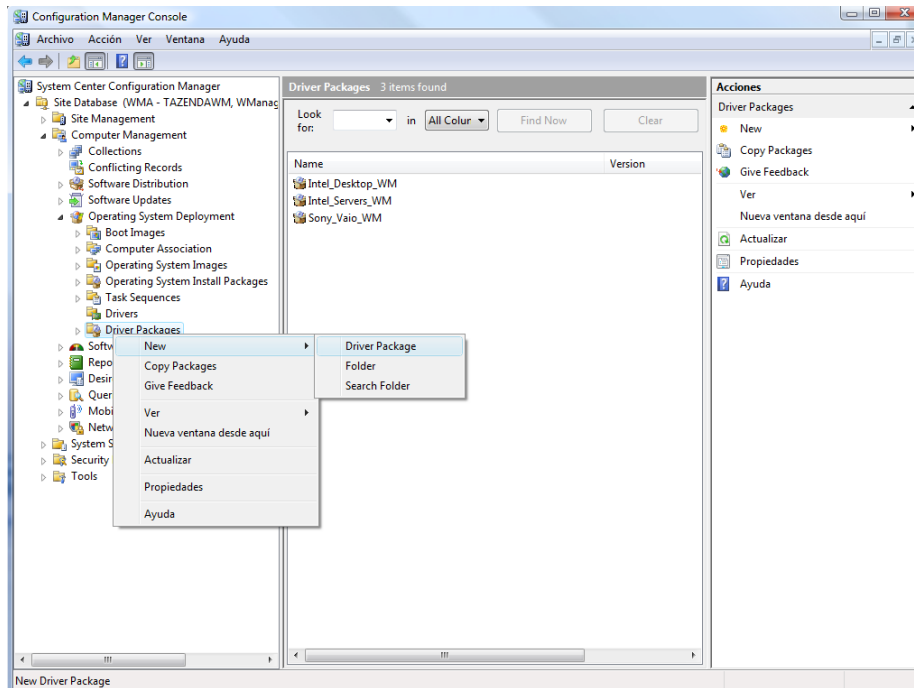 Configuration Manager Console
Archivo Acción Ver Ventana Ayuda
System Center Configuration Manager
Site Database (WMA - TAZENDAWM, WManag
Site Management
Computer Management
Collections
Conflicting Records
Software Distribution
Software Updates
Operating System Deployment
Boot Images
Computer Association
Operating System Images
Operating System Install Packages
Task Sequences
Drivers
Driver Packages
Softw
Repo
Desir
Quer
Mobi
Netw
System S
Security
Tools
New
Copy Packages
Give Feedback
Ver
Nueva ventana desde aquí
Actualizar
Propiedades
Ayuda
Driver Package
Folder
Search Folder
Driver Packages 3 items found
Look for: in All Colur Find Now Clear
Name Version
Intel_Desktop_WM
Intel_Servers_WM
Sony_Vaio_WM
Acciones
Driver Packages
New
Copy Packages
Give Feedback
Ver
Nueva ventana desde aquí
Actualizar
Propiedades
Ayuda
New Driver Package